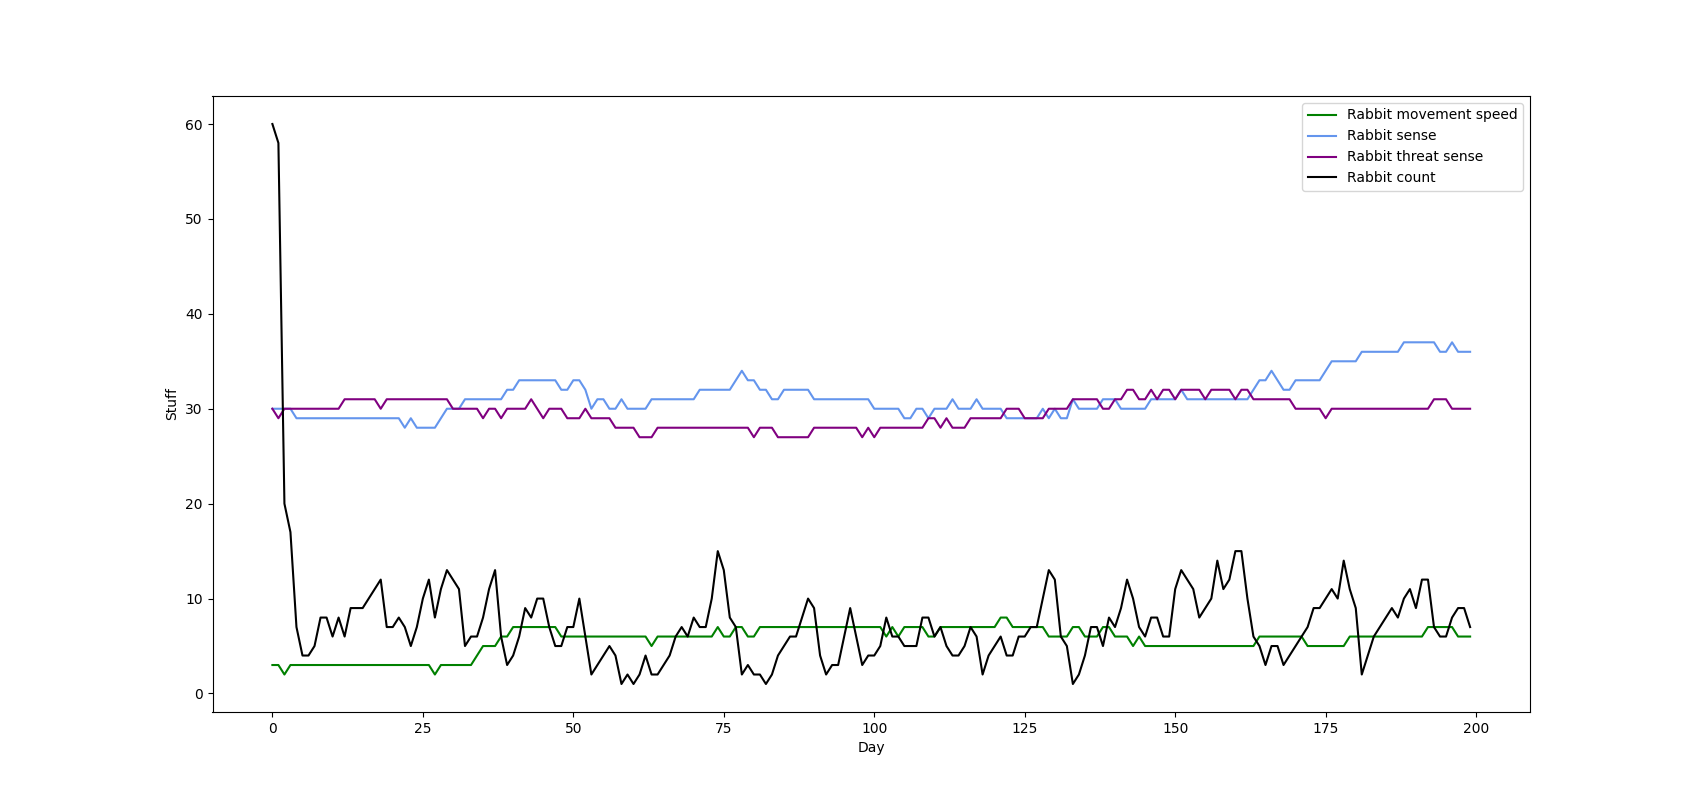 Rabbit movement speed
Rabbit sense
Rabbit threat sense
Rabbit count
60
50
40
30
20
10
0
Stuff
0 25 50 75 100 125 150 175 200
Day